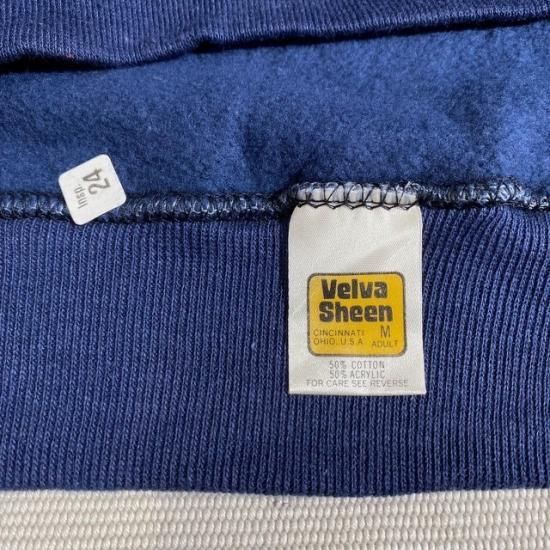 Insp.
24
Velva
Sheen
CINCINNATI M
OHIO, U.S.A ADULT
50% COTTON
50% ACRYLIC
FOR CARE SEE REVERSE